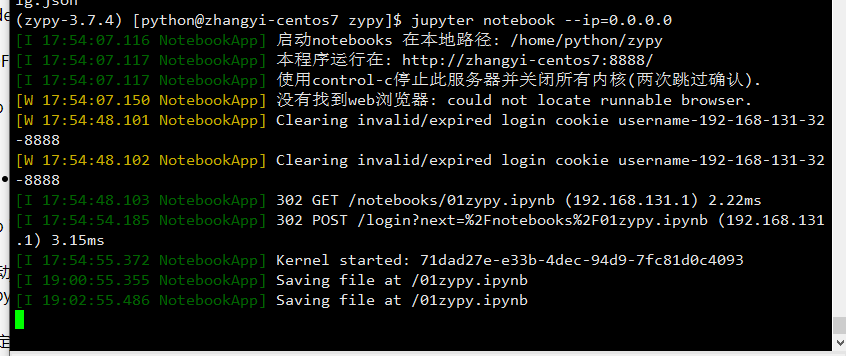 ig.json
(zypy-3.7.4) [python@zhangyi-centos7 zypy]$ jupyter notebook --ip=0.0.0.0
[I 17:54:07.116 NotebookApp] 启动notebooks 在本地路径: /home/python/zypy
[I 17:54:07.117 NotebookApp] 本程序运行在: http://zhangyi-centos7:8888/
[I 17:54:07.117 NotebookApp] 使用control-c停止此服务器并关闭所有内核(两次跳过确认).
[W 17:54:07.150 NotebookApp] 没有找到web浏览器: could not locate runnable browser.
[W 17:54:48.101 NotebookApp] Clearing invalid/expired login cookie username-192-168-131-32
-8888
[W 17:54:48.102 NotebookApp] Clearing invalid/expired login cookie username-192-168-131-32
-8888
[I 17:54:48.103 NotebookApp] 302 GET /notebooks/01zypy.ipynb (192.168.131.1) 2.22ms
[I 17:54:54.185 NotebookApp] 302 POST /login?next=%2Fnotebooks%2F01zypy.ipynb (192.168.131
.1) 3.15ms
[I 17:54:55.372 NotebookApp] Kernel started: 71dad27e-e33b-4dec-94d9-7fc81d0c4093
[I 19:00:55.355 NotebookApp] Saving file at /01zypy.ipynb
[I 19:02:55.486 NotebookApp] Saving file at /01zypy.ipynb